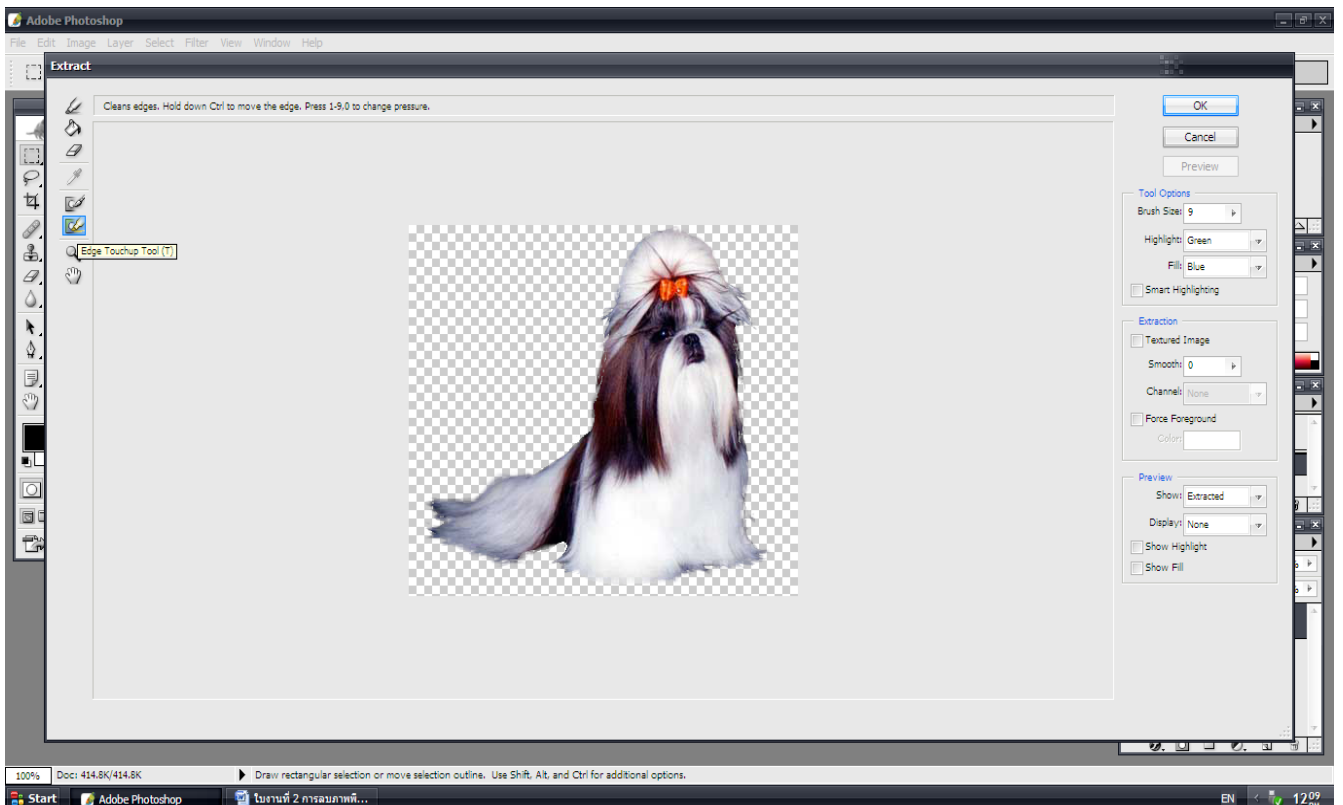 Adobe Photoshop
File Edit Image Layer Select Filter View Window Help
Extract
Cleans edges. Hold down Ctrl to move the edge. Press 1-9,0 to change pressure.
OK
Cancel
Preview
Tool Options
Brush Size: 9
Highlight: Green
Fill: Blue
Smart Highlighting
Edge Touchup Tool (T)
Extraction
Textured Image
Smooth: 0
Channel: None
Force Foreground
Color:
Preview
Show: Extracted
Display: None
Show Highlight
Show Fill
100% Doc: 414.8K/414.8K Draw rectangular selection or move selection outline. Use Shift, Alt, and Ctrl for additional options.
Start Adobe Photoshop ใบงานที่ 2 การลบภาพพื... EN 12:09